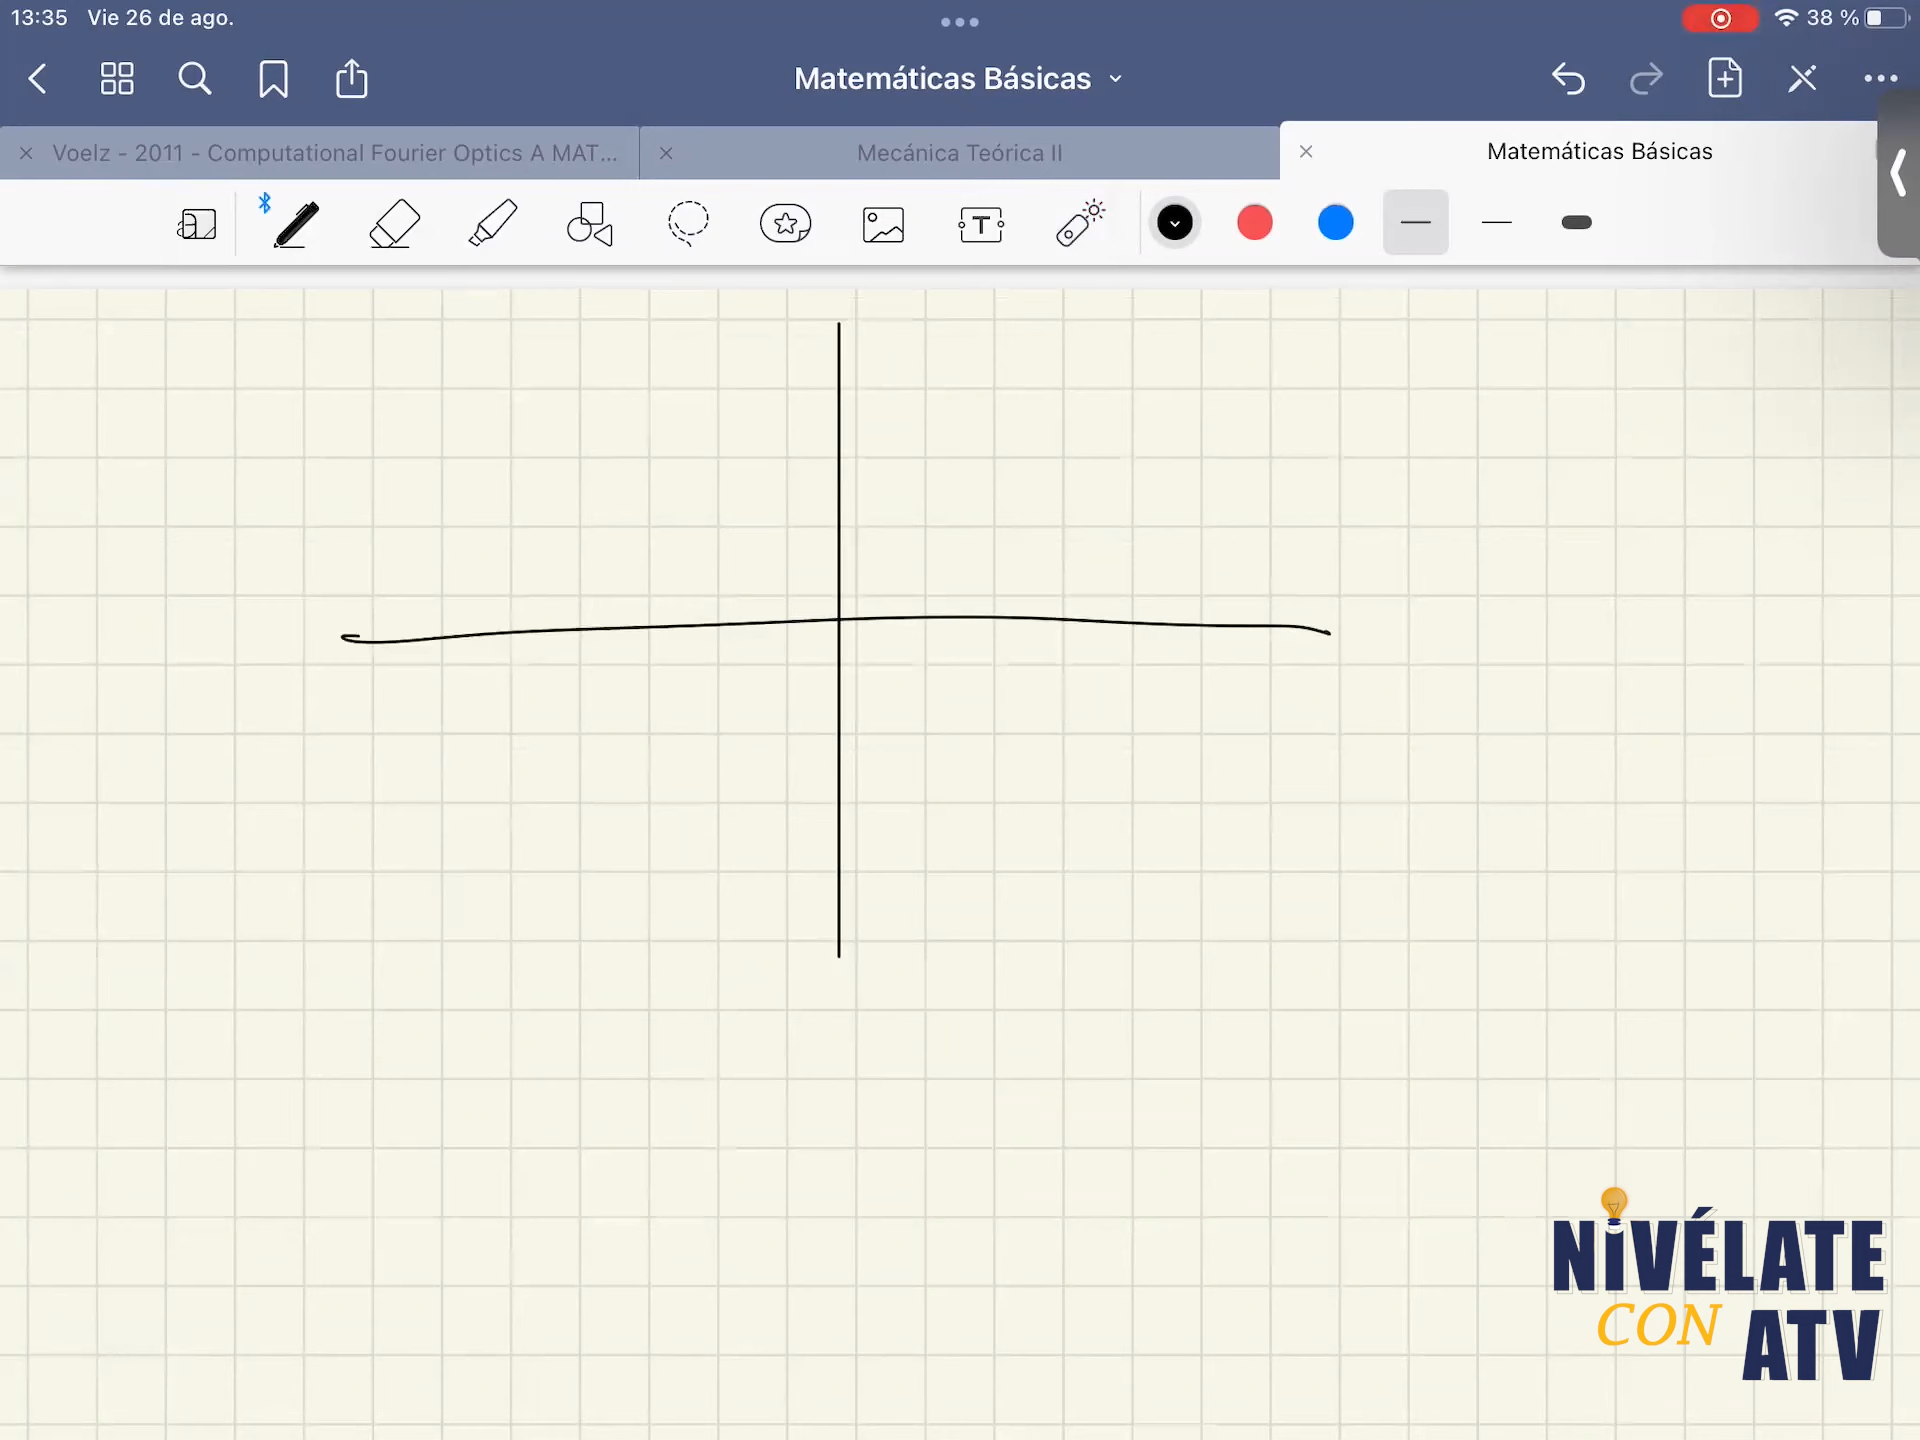 13:35 Vie 26 de ago.
38 %
Matemáticas Básicas
Voelz - 2011 - Computational Fourier Optics A MAT...
Mecánica Teórica II
Matemáticas Básicas
NIVÉLATE
CON
ATV